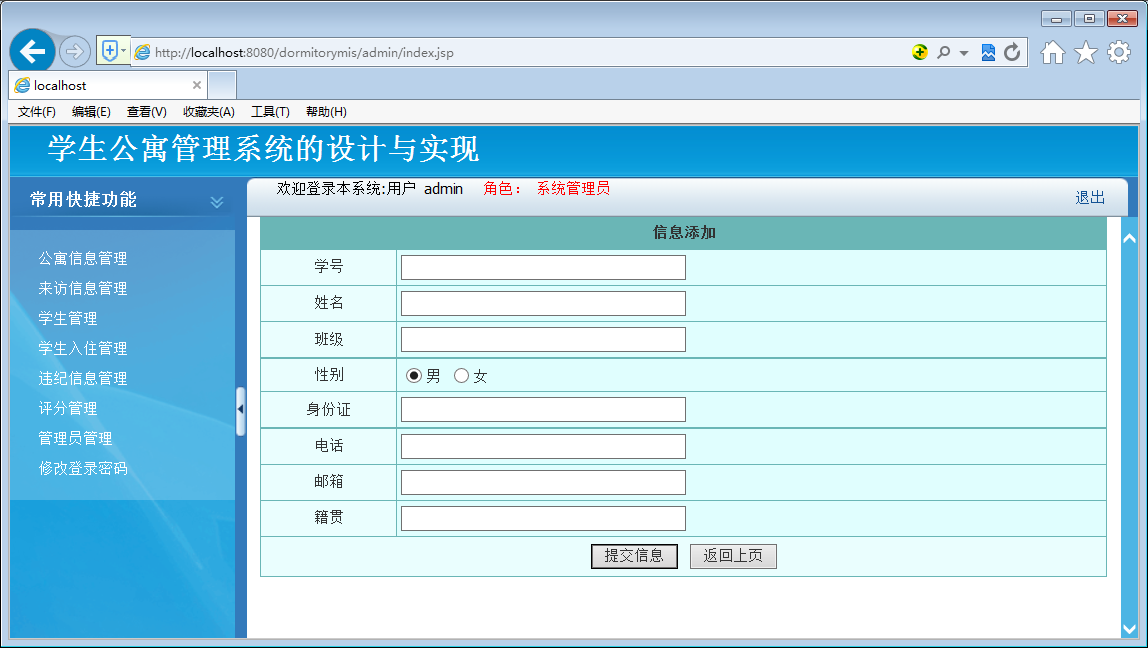 http://localhost:8080/dormitorymis/admin/index.jsp
localhost
文件(F) 编辑(E) 查看(V) 收藏夹(A) 工具(T) 帮助(H)
学生公寓管理系统的设计与实现
常用快捷功能
欢迎登录本系统:用户 admin 角色： 系统管理员
退出
公寓信息管理
来访信息管理
学生管理
学生入住管理
违纪信息管理
评分管理
管理员管理
修改登录密码
信息添加
学号
姓名
班级
性别 男 女
身份证
电话
邮箱
籍贯
提交信息 返回上页